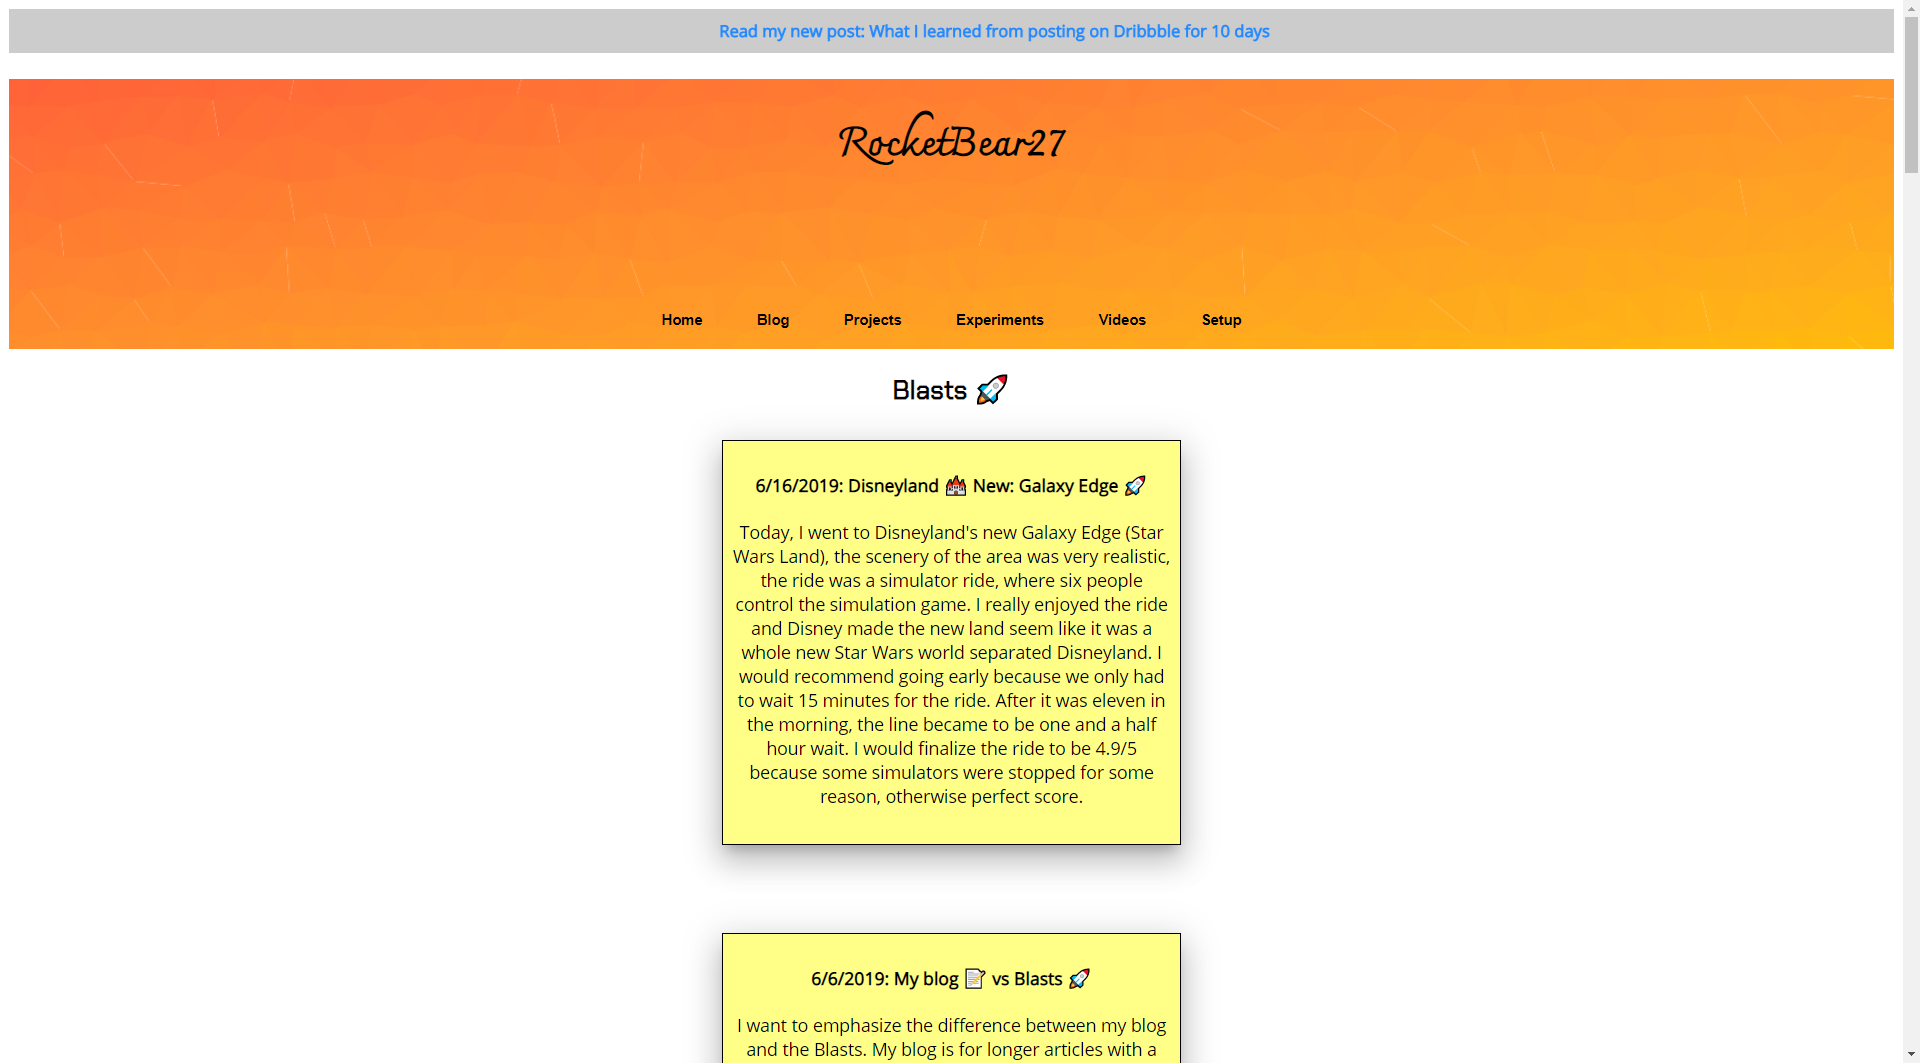 Read my new post: What I learned from posting on Dribbble for 10 days
RocketBear27
Home Blog Projects Experiments Videos Setup
Blasts 🚀
6/16/2019: Disneyland 🏰 New: Galaxy Edge 🚀
Today, I went to Disneyland's new Galaxy Edge (Star
Wars Land), the scenery of the area was very realistic,
the ride was a simulator ride, where six people
control the simulation game. I really enjoyed the ride
and Disney made the new land seem like it was a
whole new Star Wars world separated Disneyland. I
would recommend going early because we only had
to wait 15 minutes for the ride. After it was eleven in
the morning, the line became to be one and a half
hour wait. I would finalize the ride to be 4.9/5
because some simulators were stopped for some
reason, otherwise perfect score.
6/6/2019: My blog 📝 vs Blasts 🚀
I want to emphasize the difference between my blog
and the Blasts. My blog is for longer articles with a